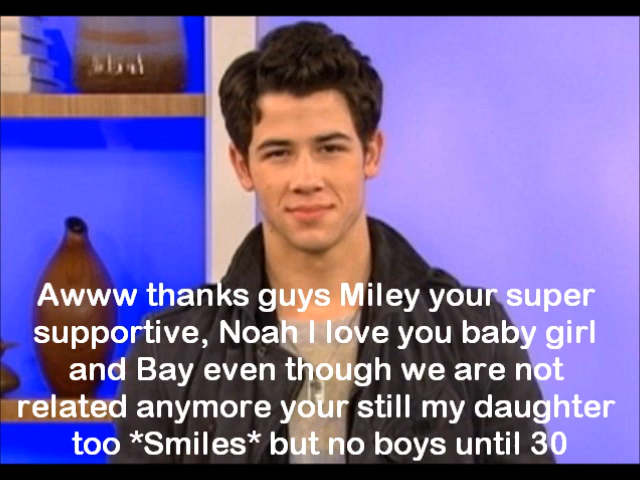 Awww thanks guys Miley your super
supportive, Noah I love you baby girl
and Bay even though we are not
related anymore your still my daughter
too *Smiles* but no boys until 30